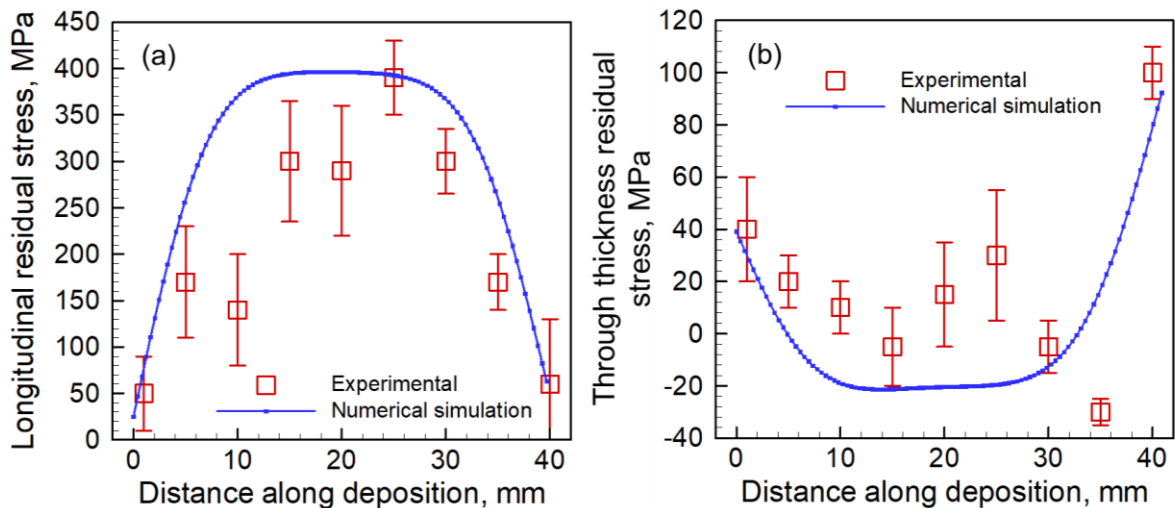 450
400
350
300
250
200
150
100
50
0
Longitudinal residual stress, MPa
(a)
Experimental
Numerical simulation
0 10 20 30 40
Distance along deposition, mm
120
100
80
60
40
20
0
-20
-40
Through thickness residual
stress, MPa
(b)
Experimental
Numerical simulation
0 10 20 30 40
Distance along deposition, mm